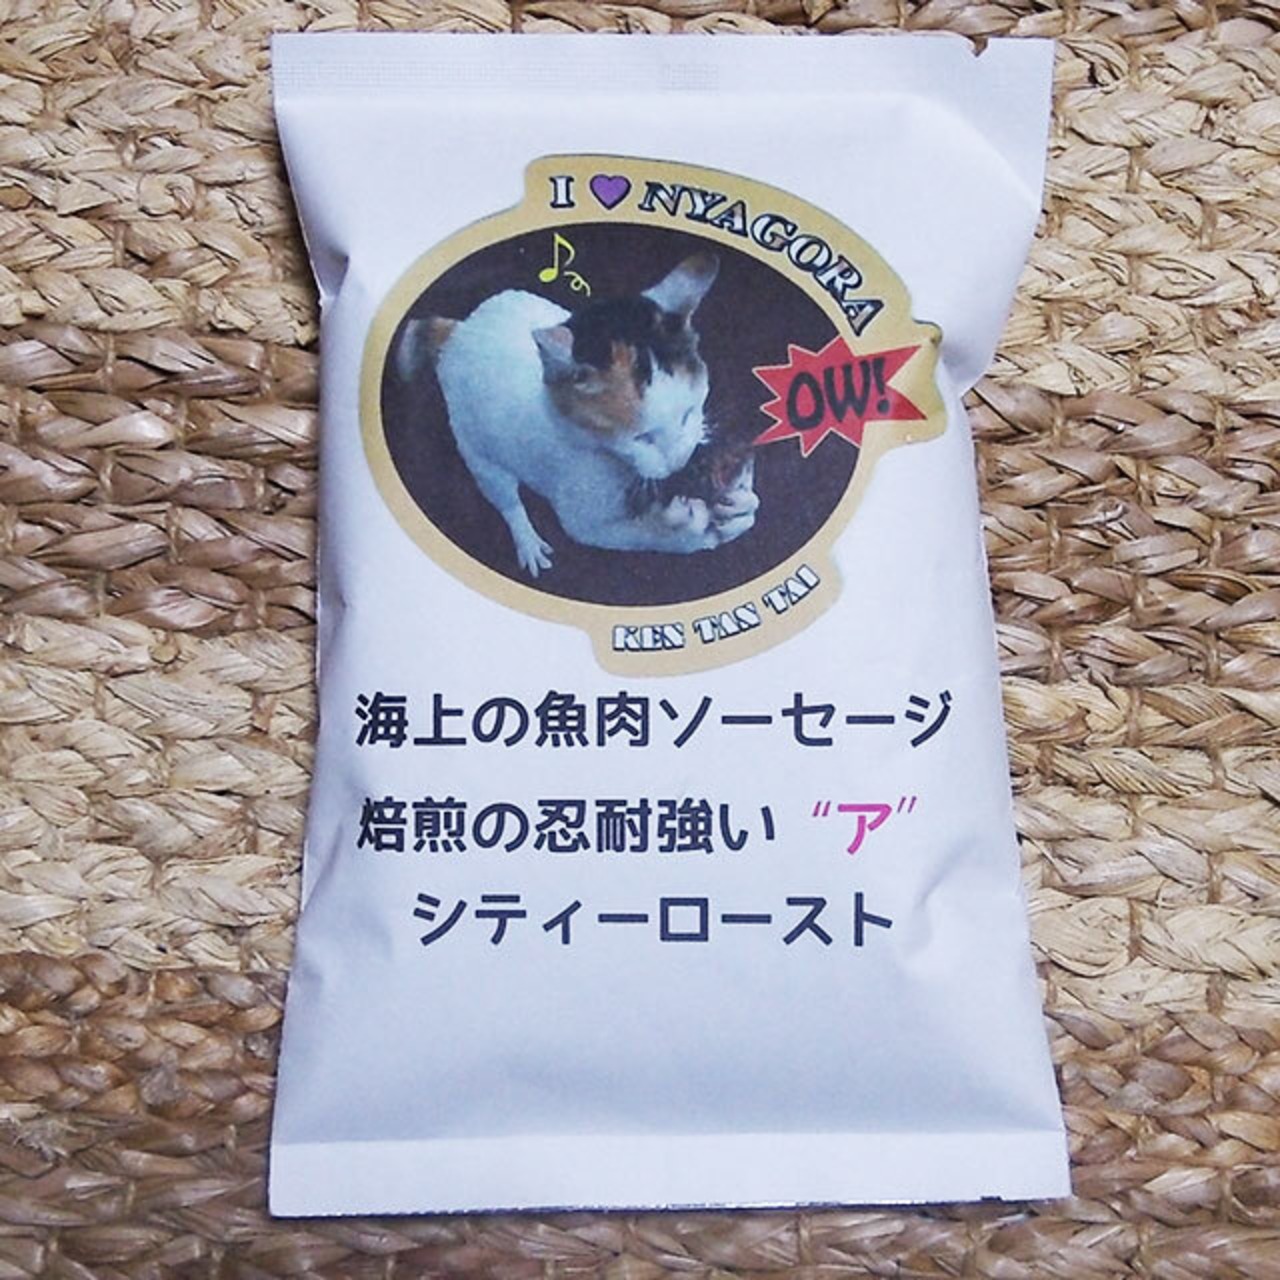 I ♥ NYAGORA
OW!
KEN TAN TAI
海上の魚肉ソーセージ
焙煎の忍耐強い “ア”
シティーロースト